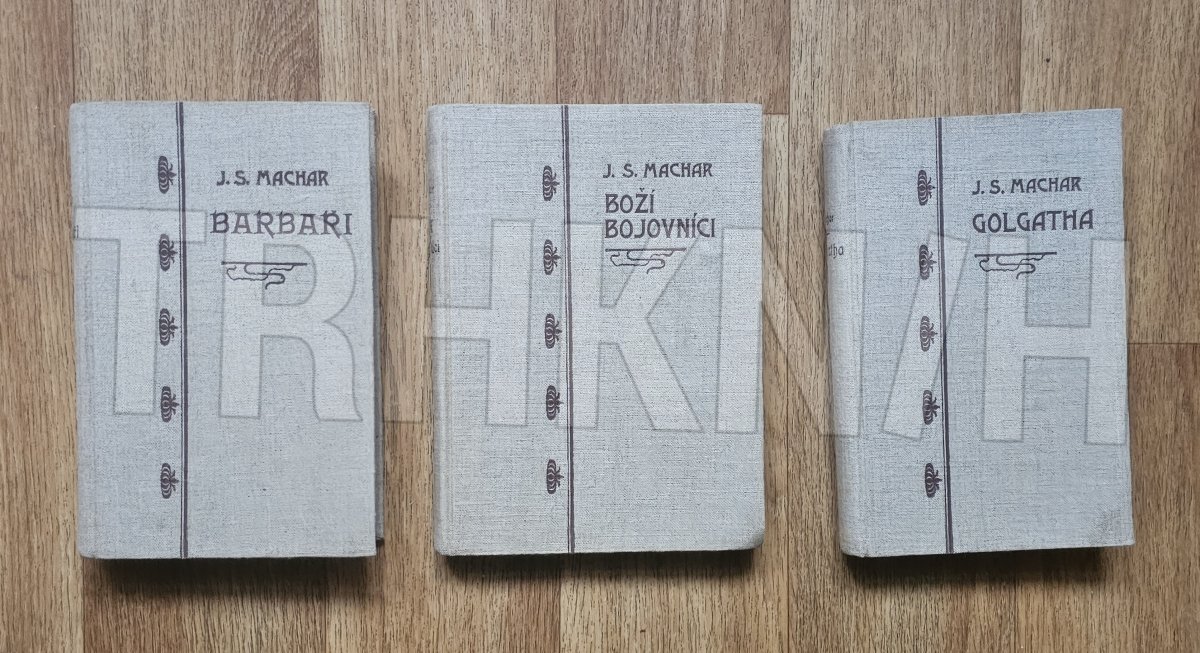 J. S. MACHAR
BARBAŘI
J. S. MACHAR
BOŽÍ
BOJOVNÍCI
J. S. MACHAR
GOLGATHA
TRHKNIH